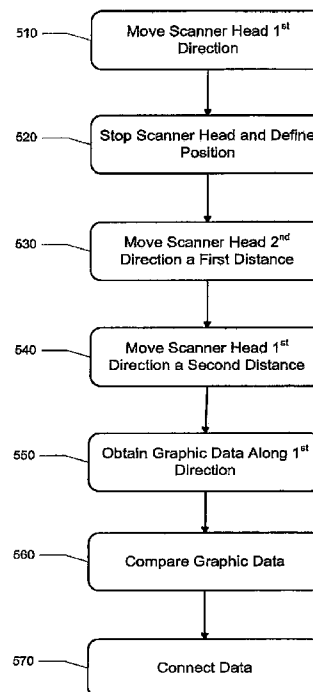 510
Move Scanner Head 1st
Direction
520
Stop Scanner Head and Define
Position
530
Move Scanner Head 2nd
Direction a First Distance
540
Move Scanner Head 1st
Direction a Second Distance
550
Obtain Graphic Data Along 1st
Direction
560
Compare Graphic Data
570
Connect Data